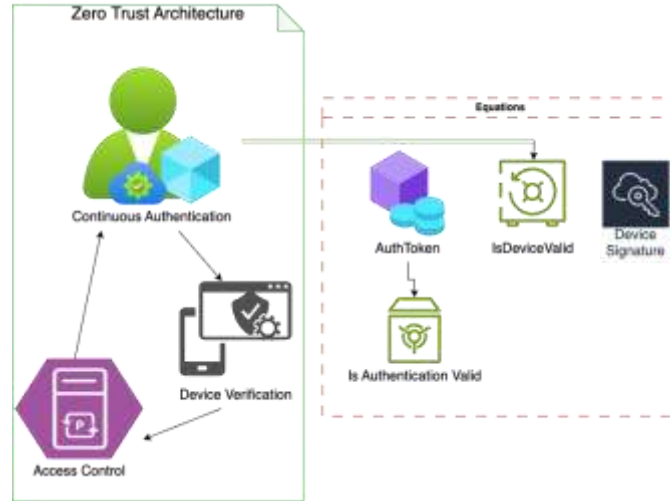 Zero Trust Architecture
Equations
Continuous Authentication
AuthToken
IsDeviceValid
Device
Signature
Is Authentication Valid
Device Verification
P
Access Control